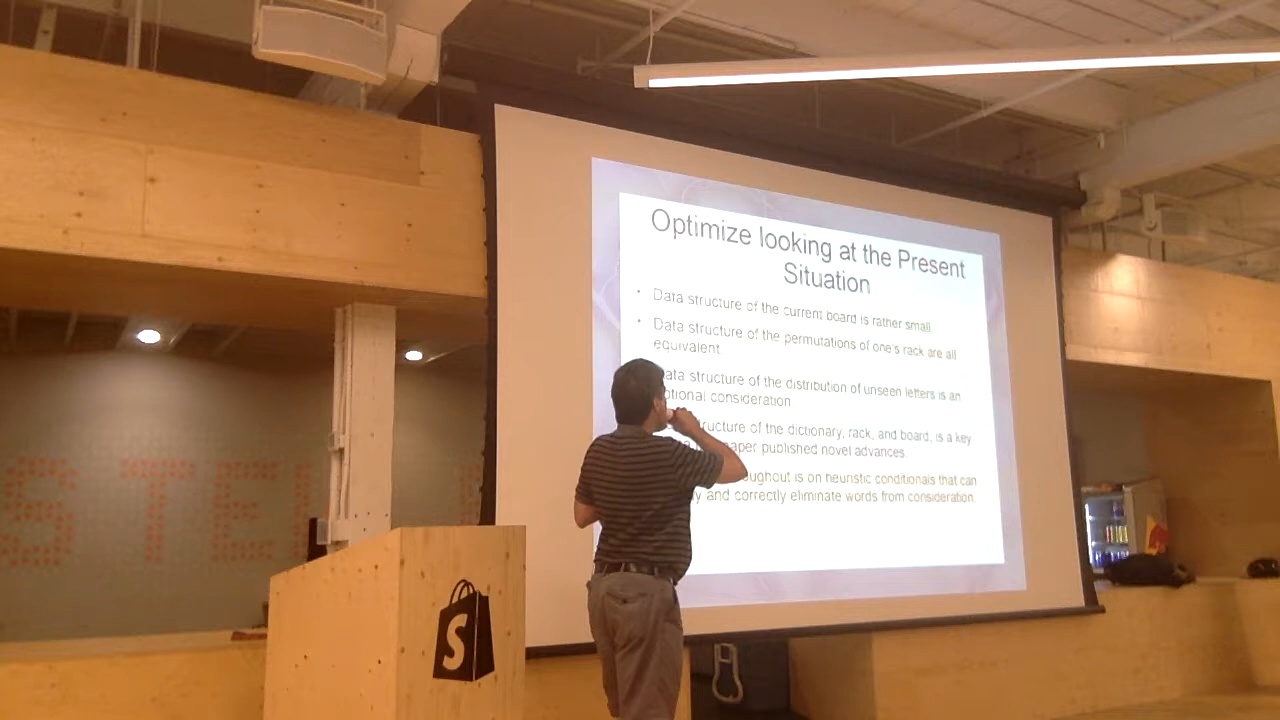 Optimize looking at the Present
Situation
• Data structure of the current board is rather small
• Data structure of the permutations of one's rack are all
equivalent
ata structure of the distribution of unseen letters is an
ptional consideration
ructure of the dictionary, rack, and board, is a key
aper published novel advances.
oughout is on heuristic conditionals that can
y and correctly eliminate words from consideration.
STE
S